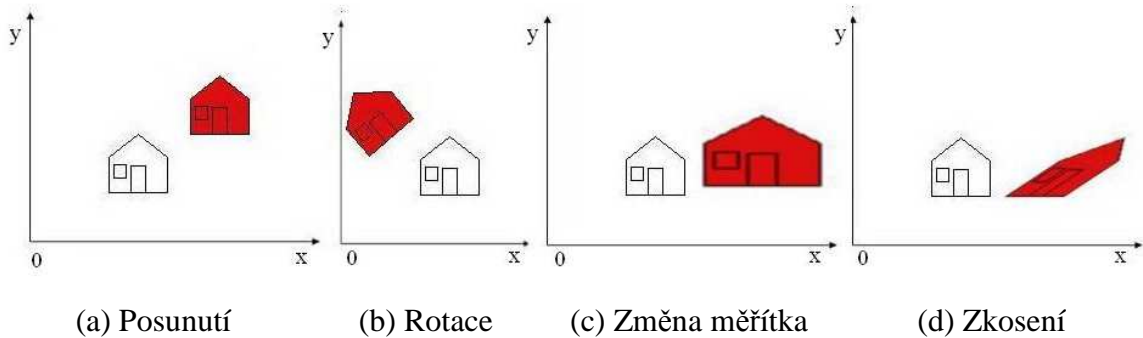 y
0
x
y
0
x
y
0
x
y
0
x
(a) Posunutí
(b) Rotace
(c) Změna měřítka
(d) Zkosení